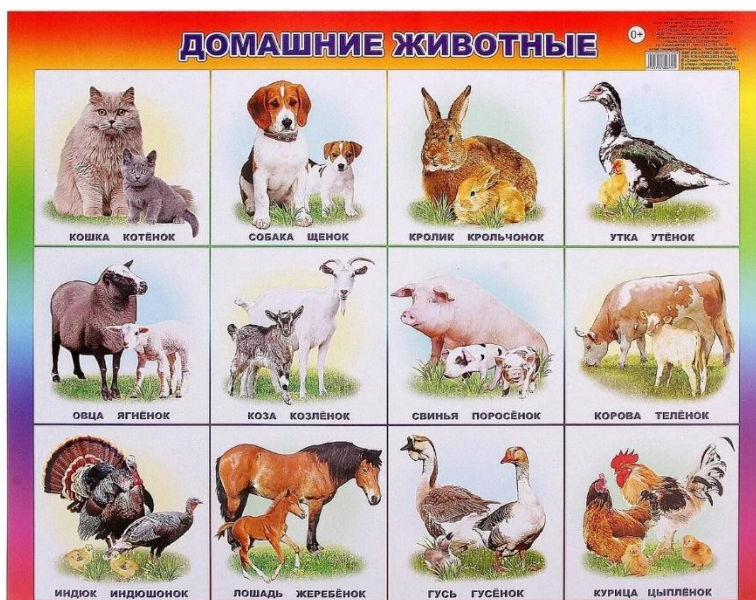 ДОМАШНИЕ ЖИВОТНЫЕ
0+
КОШКА КОТЁНОК
СОБАКА ЩЕНОК
КРОЛИК КРОЛЬЧОНОК
УТКА УТЁНОК
ОВЦА ЯГНЁНОК
КОЗА КОЗЛЁНОК
СВИНЬЯ ПОРОСЁНОК
КОРОВА ТЕЛЁНОК
ИНДЮК ИНДЮШОНОК
ЛОШАДЬ ЖЕРЕБЁНОК
ГУСЬ ГУСЁНОК
КУРИЦА ЦЫПЛЁНОК